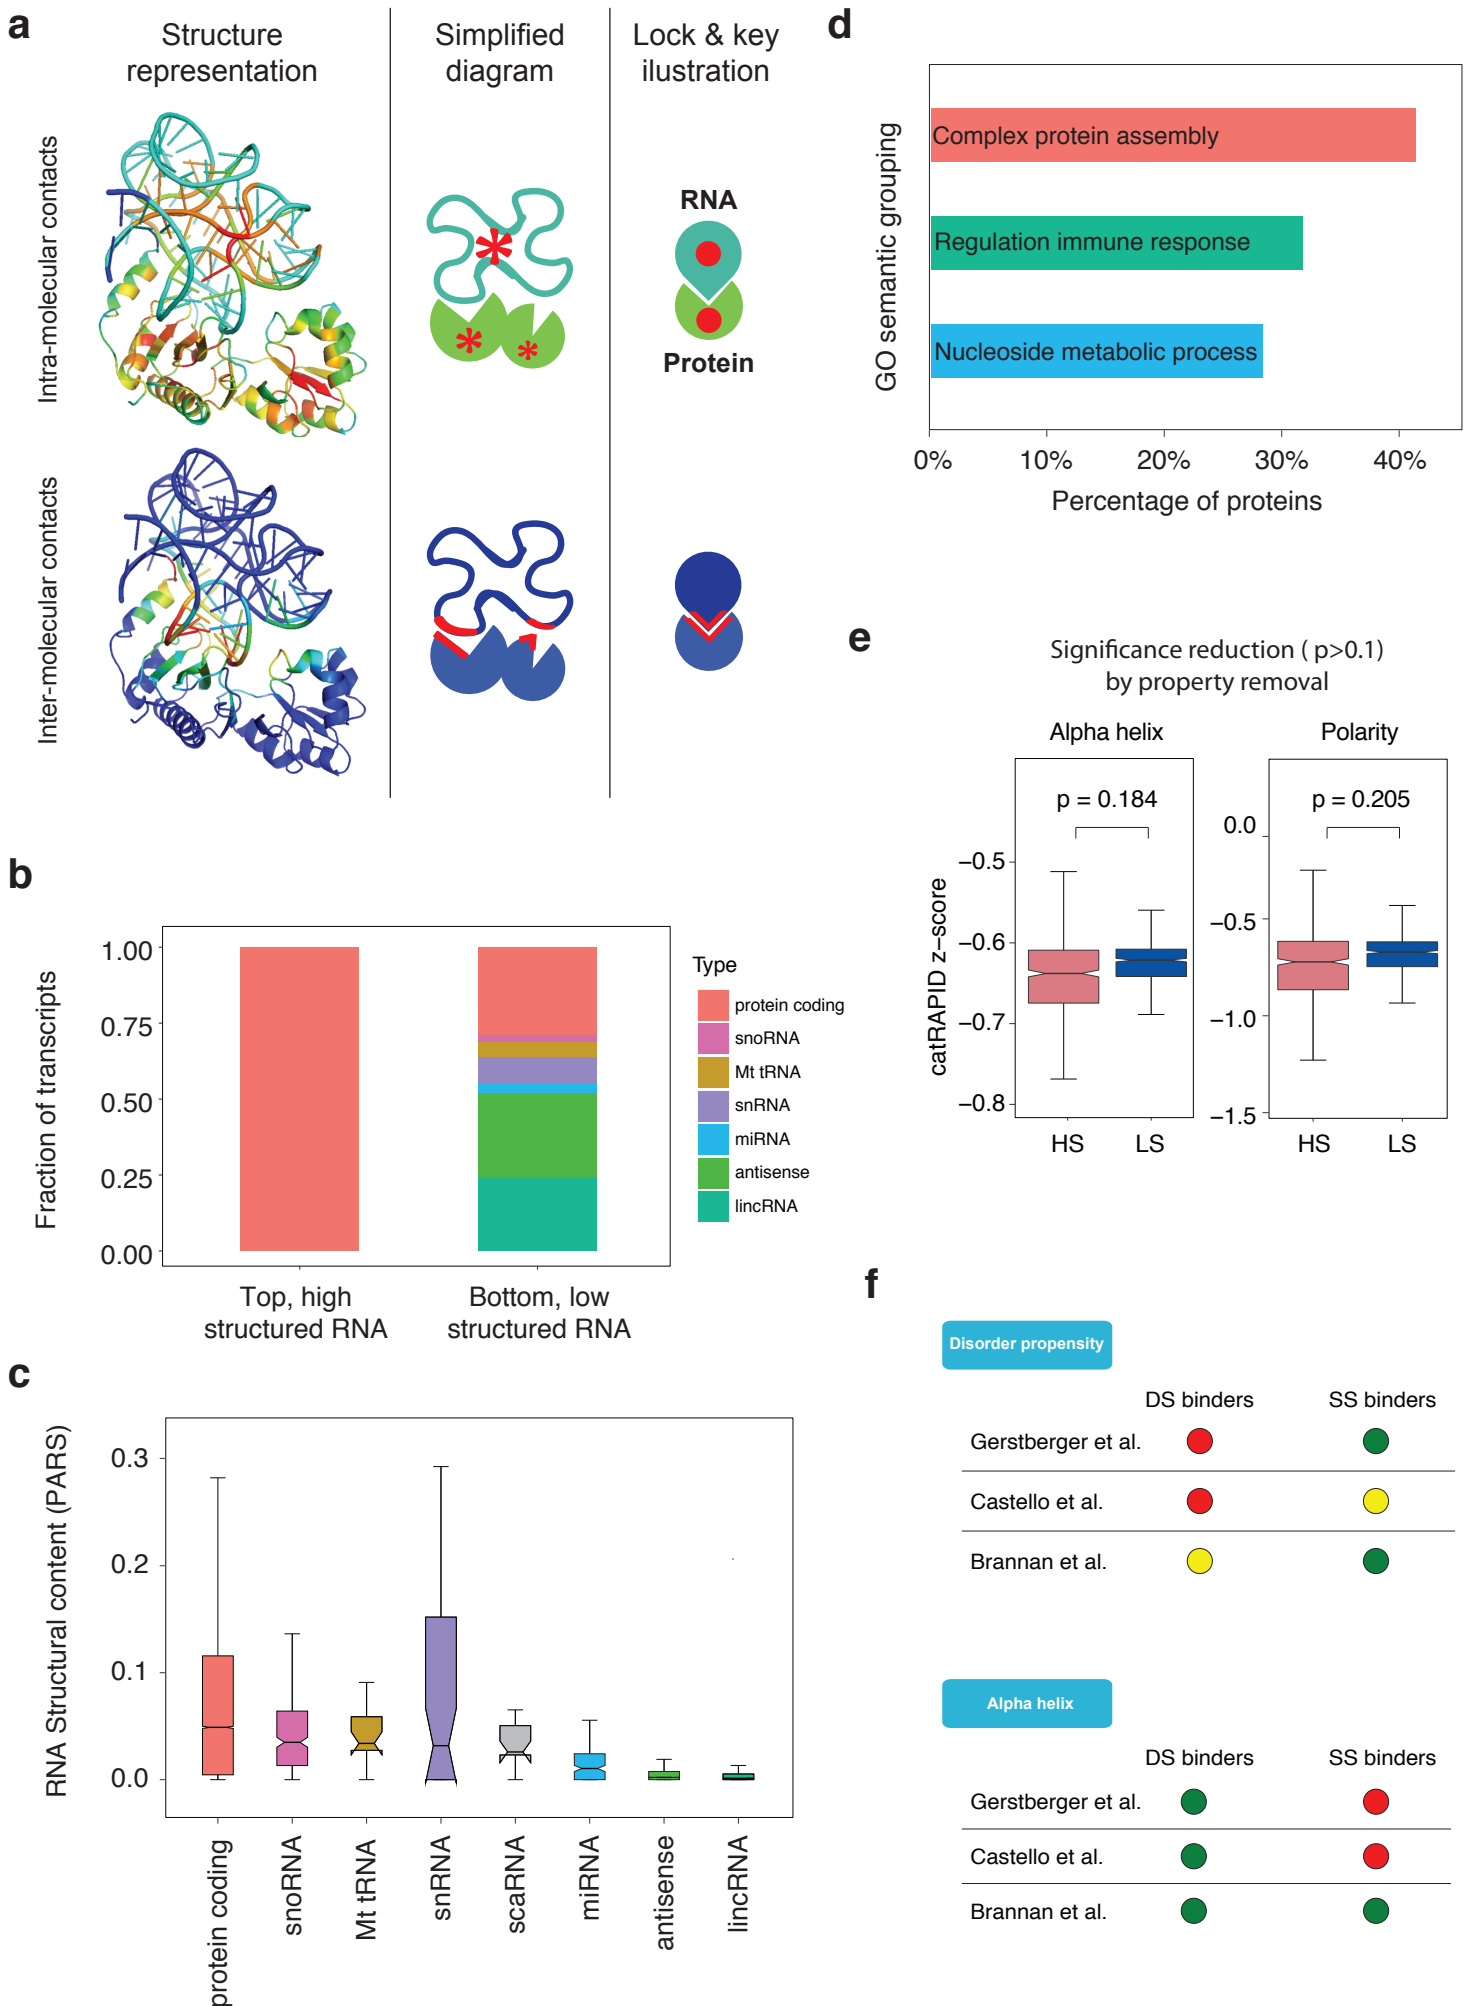 a
Structure
representation
Simplified
diagram
Lock & key
ilustration
Intra-molecular contacts
RNA
Protein
Inter-molecular contacts
b
Fraction of transcripts
1.00
0.75
0.50
0.25
0.00
Top, high
structured RNA
Bottom, low
structured RNA
Type
protein coding
snoRNA
Mt tRNA
snRNA
miRNA
antisense
lincRNA
c
RNA Structural content (PARS)
0.3
0.2
0.1
0.0
protein coding
snoRNA
Mt tRNA
snRNA
scaRNA
miRNA
antisense
lincRNA
d
GO semantic grouping
Complex protein assembly
Regulation immune response
Nucleoside metabolic process
0% 10% 20% 30% 40%
Percentage of proteins
e
Significance reduction ( p>0.1)
by property removal
Alpha helix
Polarity
catRAPID z−score
p = 0.184
−0.5
−0.6
−0.7
−0.8
HS LS
p = 0.205
0.0
−0.5
−1.0
−1.5
HS LS
f
Disorder propensity
DS binders SS binders
Gerstberger et al.
Castello et al.
Brannan et al.
Alpha helix
DS binders SS binders
Gerstberger et al.
Castello et al.
Brannan et al.